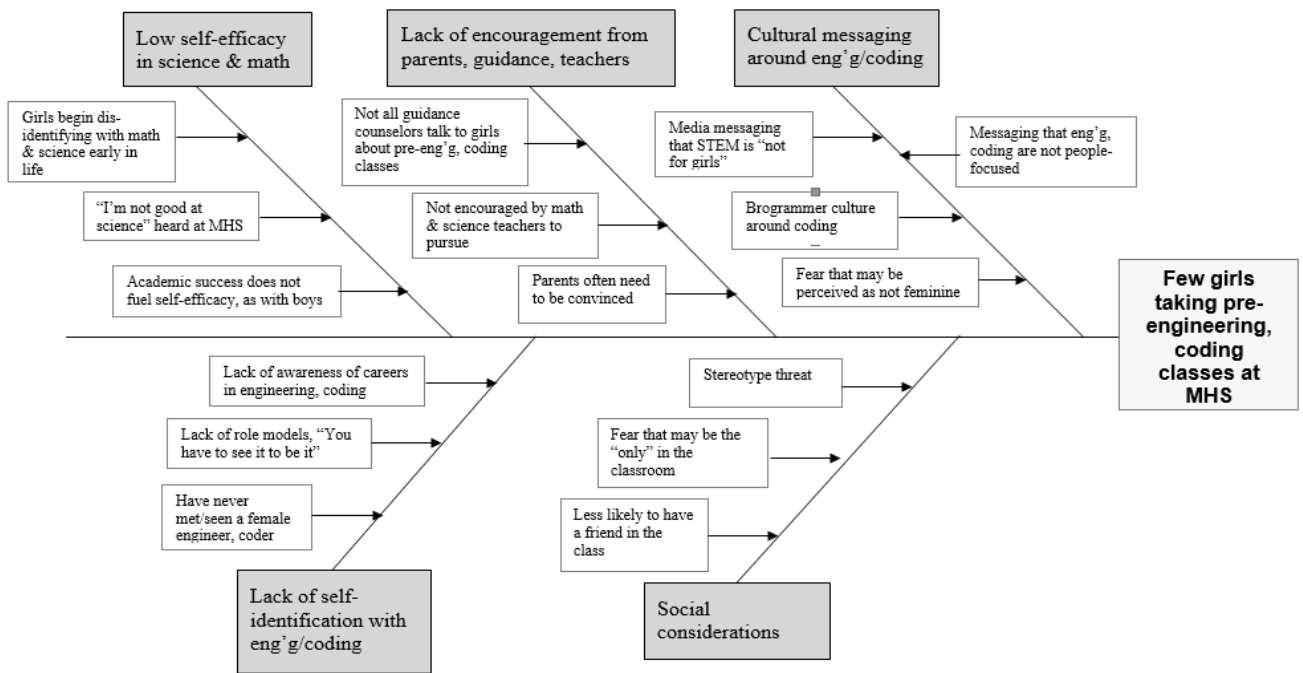 Low self-efficacy
in science & math
Lack of encouragement from
parents, guidance, teachers
Cultural messaging
around eng’g/coding
Girls begin dis-
identifying with math
& science early in
life
“I’m not good at
science” heard at MHS
Academic success does not
fuel self-efficacy, as with boys
Not all guidance
counselors talk to girls
about pre-eng’g, coding
classes
Not encouraged by math
& science teachers to
pursue
Parents often need
to be convinced
Media messaging
that STEM is “not
for girls”
Messaging that eng’g,
coding are not people-
focused
Brogrammer culture
around coding
Fear that may be
perceived as not feminine
Few girls
taking pre-
engineering,
coding
classes at
MHS
Lack of awareness of careers
in engineering, coding
Lack of role models, “You
have to see it to be it”
Have never
met/seen a female
engineer, coder
Lack of self-
identification with
eng’g/coding
Stereotype threat
Fear that may be the
“only” in the
classroom
Less likely to have
a friend in the
class
Social
considerations